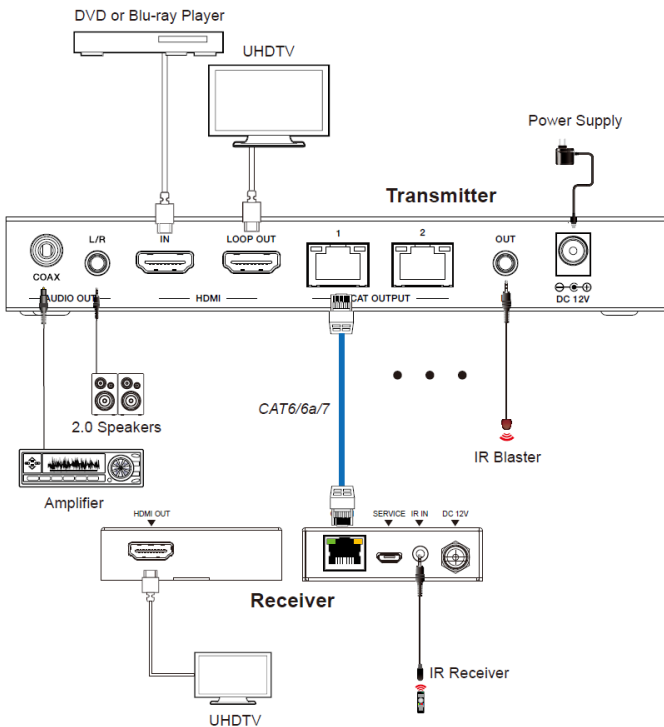 DVD or Blu-ray Player
UHDTV
Power Supply
Transmitter
L/R
IN
LOOP OUT
1
2
OUT
COAX
AUDIO OUT
HDMI
CAT OUTPUT
DC 12V
CAT6/6a/7
2.0 Speakers
IR Blaster
Amplifier
HDMI OUT
SERVICE
IR IN
DC 12V
Receiver
IR Receiver
UHDTV